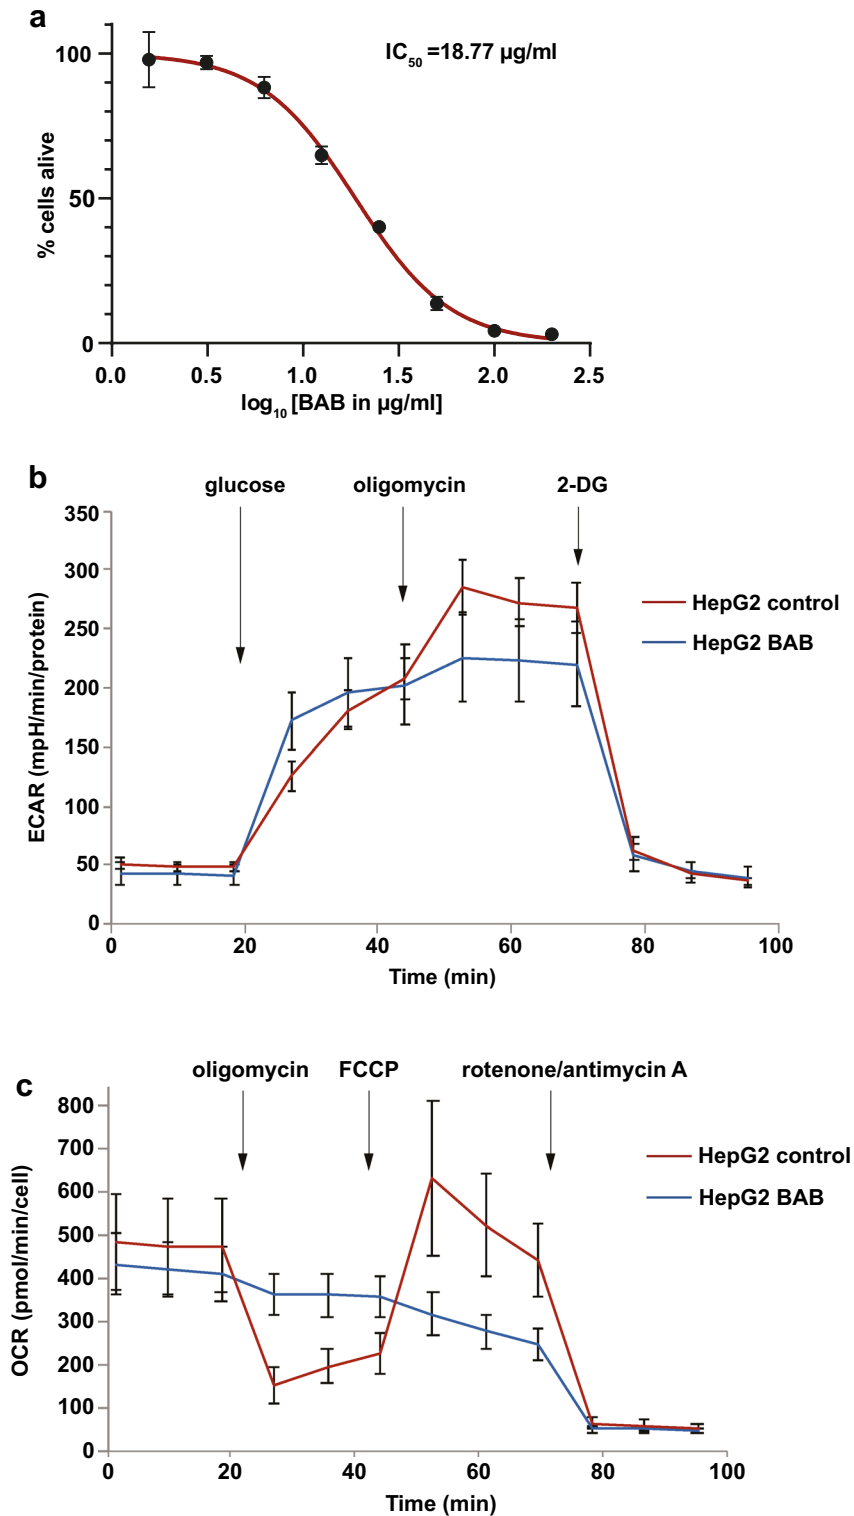 a
IC50 =18.77 µg/ml
100
50
0
% cells alive
0.0 0.5 1.0 1.5 2.0 2.5
log10 [BAB in µg/ml]
b
glucose oligomycin 2-DG
350
300
250
200
150
100
50
0
ECAR (mpH/min/protein)
HepG2 control
HepG2 BAB
0 20 40 60 80 100
Time (min)
c
oligomycin FCCP rotenone/antimycin A
800
700
600
500
400
300
200
100
0
OCR (pmol/min/cell)
HepG2 control
HepG2 BAB
0 20 40 60 80 100
Time (min)